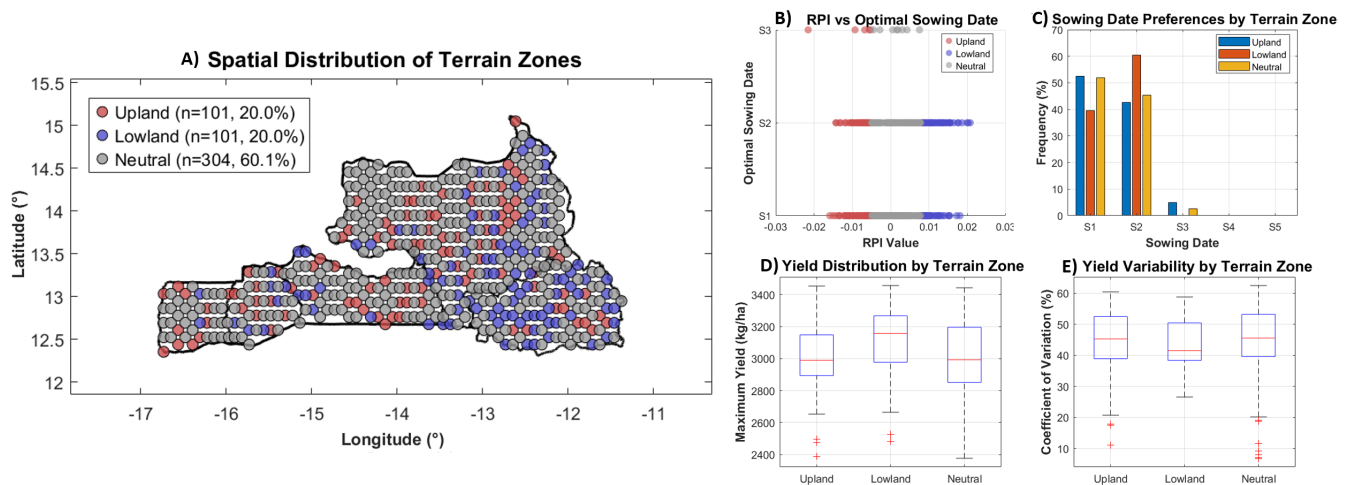 A) Spatial Distribution of Terrain Zones
Upland (n=101, 20.0%)
Lowland (n=101, 20.0%)
Neutral (n=304, 60.1%)
Latitude (°)
15.5
15
14.5
14
13.5
13
12.5
12
-17
-16
-15
-14
-13
-12
-11
Longitude (°)
B) RPI vs Optimal Sowing Date
Upland
Lowland
Neutral
Optimal Sowing Date
S3
S2
S1
-0.03
-0.02
-0.01
0
0.01
0.02
RPI Value
C) Sowing Date Preferences by Terrain Zone
Upland
Lowland
Neutral
Frequency (%)
70
60
50
40
30
20
10
0
S1
S2
S3
S4
S5
Sowing Date
D) Yield Distribution by Terrain Zone
Maximum Yield (kg/ha)
3400
3200
3000
2800
2600
2400
Upland
Lowland
Neutral
E) Yield Variability by Terrain Zone
Coefficient of Variation (%)
60
50
40
30
20
10
Upland
Lowland
Neutral